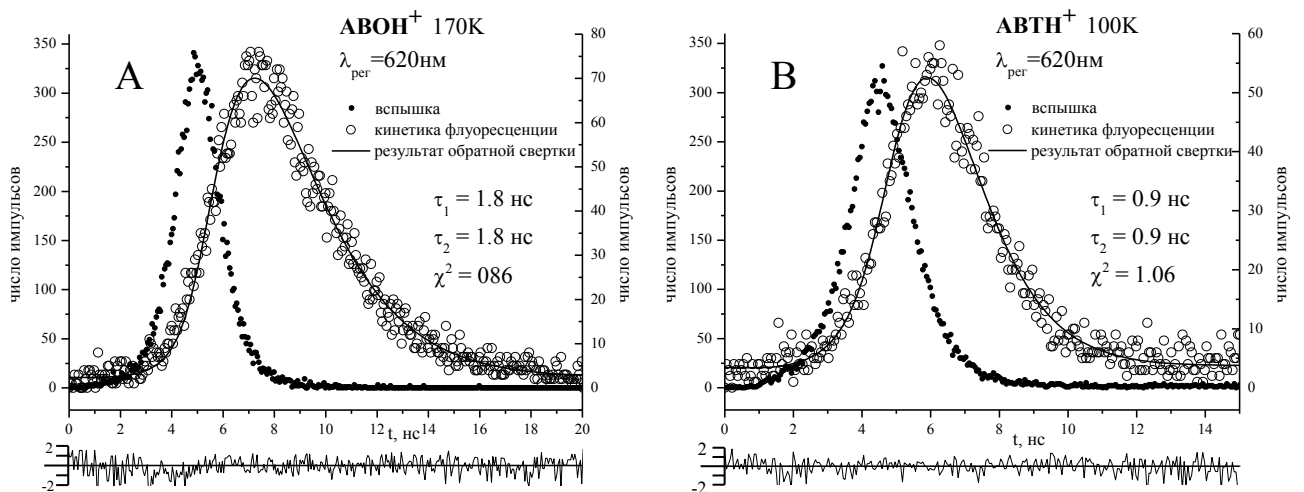 ABOH⁺ 170K
λрег=620нм
A
вспышка
кинетика флуоресценции
результат обратной свертки
τ₁ = 1.8 нс
τ₂ = 1.8 нс
χ² = 086
число импульсов
350
300
250
200
150
100
50
0
80
70
60
50
40
30
20
10
0
число импульсов
0 2 4 6 8 10 12 14 16 18 20
t, нс
2
0
-2
ABTH⁺ 100K
λрег=620нм
B
вспышка
кинетика флуоресценции
результат обратной свертки
τ₁ = 0.9 нс
τ₂ = 0.9 нс
χ² = 1.06
число импульсов
350
300
250
200
150
100
50
0
60
50
40
30
20
10
0
число импульсов
0 2 4 6 8 10 12 14
t, нс
2
0
-2